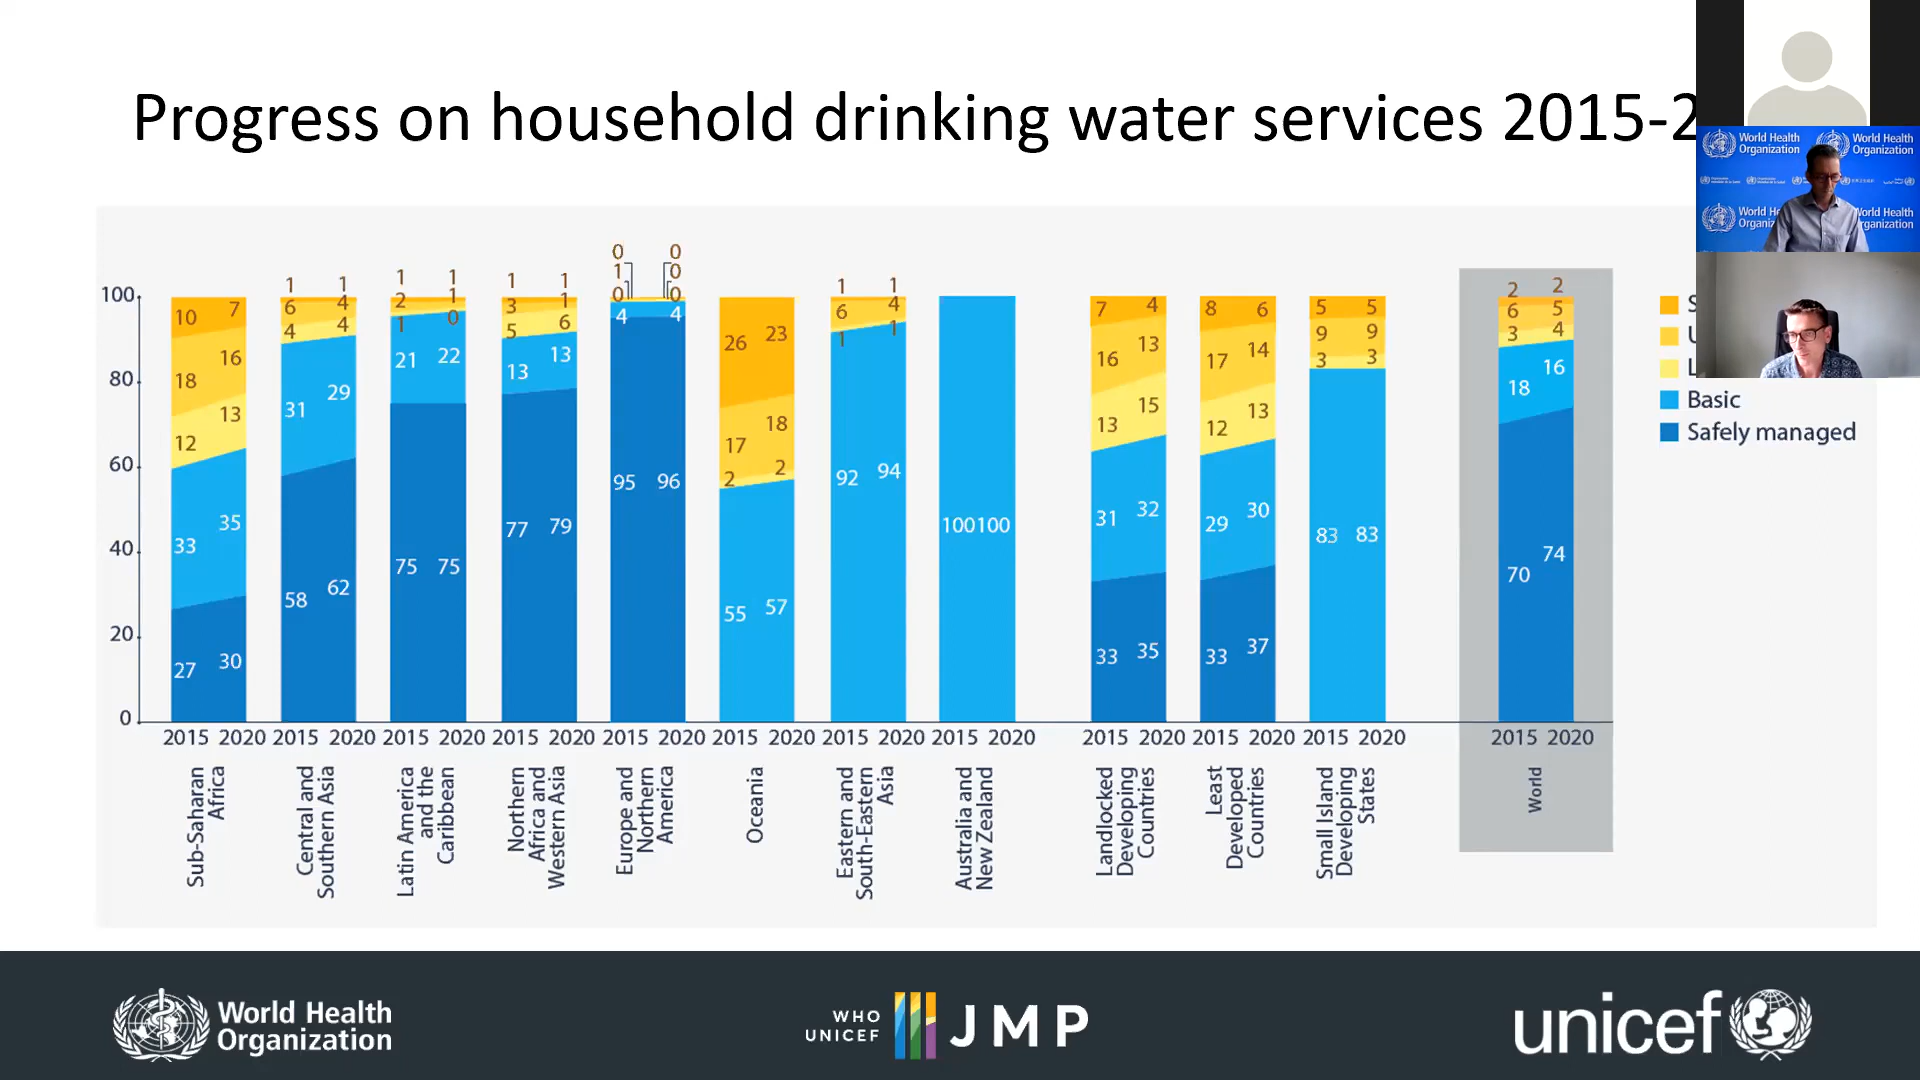 Progress on household drinking water services 2015-2
World Health Organization World Health Organization
World Health
World Health
100
80
60
40
20
0
10 7
18 16
12 13
33 35
27 30
1 1
6 4
4 4
31 29
58 62
1 1
2 1
1 0
21 22
75 75
1 1
3 1
5 6
13 13
77 79
0 0
1 0
0 0
4 4
95 96
26 23
17 18
2 2
55 57
1 1
6 4
1 1
92 94
100 100
7 4
16 13
13 15
31 32
33 35
8 6
17 14
12 13
29 30
33 37
5 5
9 9
3 3
83 83
2 2
6 5
3 4
18 16
70 74
S
U
L
Basic
Safely managed
2015 2020 2015 2020 2015 2020 2015 2020 2015 2020 2015 2020 2015 2020 2015 2020 2015 2020 2015 2020 2015 2020 2015 2020
Sub-Saharan
Africa
Central and
Southern Asia
Latin America
and the
Caribbean
Northern
Africa and
Western Asia
Europe and
Northern
America
Oceania
Eastern and
South-Eastern
Asia
Australia and
New Zealand
Landlocked
Developing
Countries
Least
Developed
Countries
Small Island
Developing
States
World
World Health
Organization
WHO
UNICEF
JMP
unicef